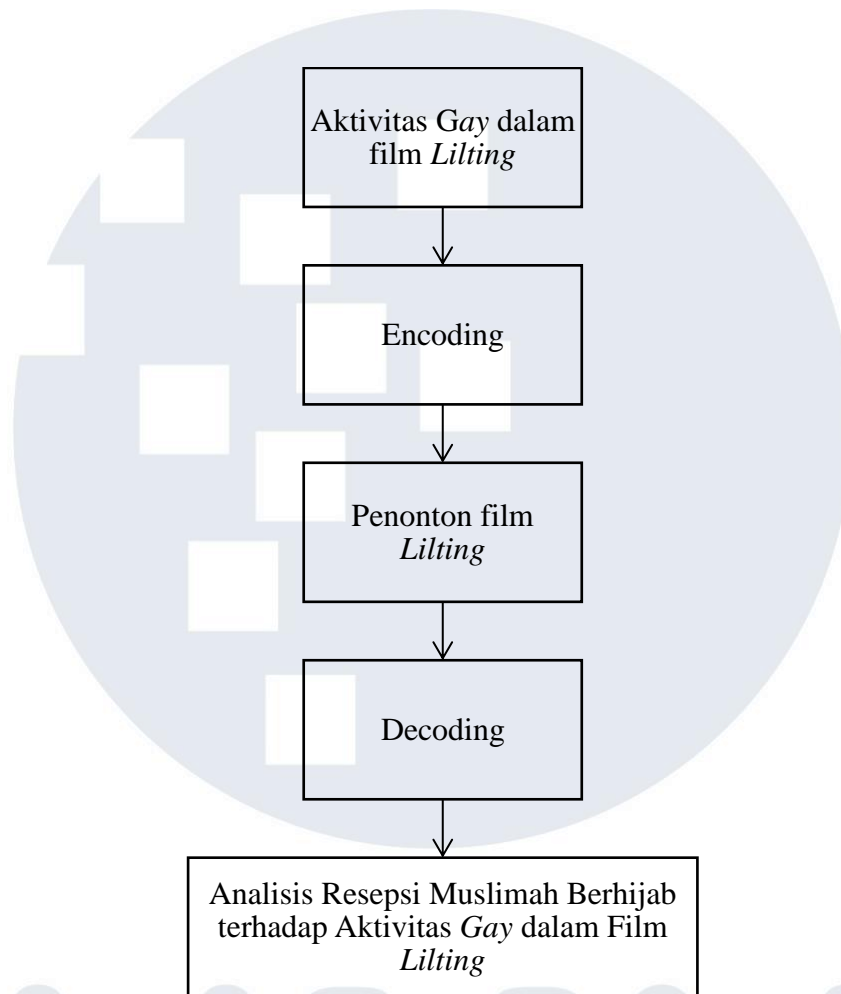 Aktivitas Gay dalam
film Lilting
Encoding
Penonton film
Lilting
Decoding
Analisis Resepsi Muslimah Berhijab
terhadap Aktivitas Gay dalam Film
Lilting